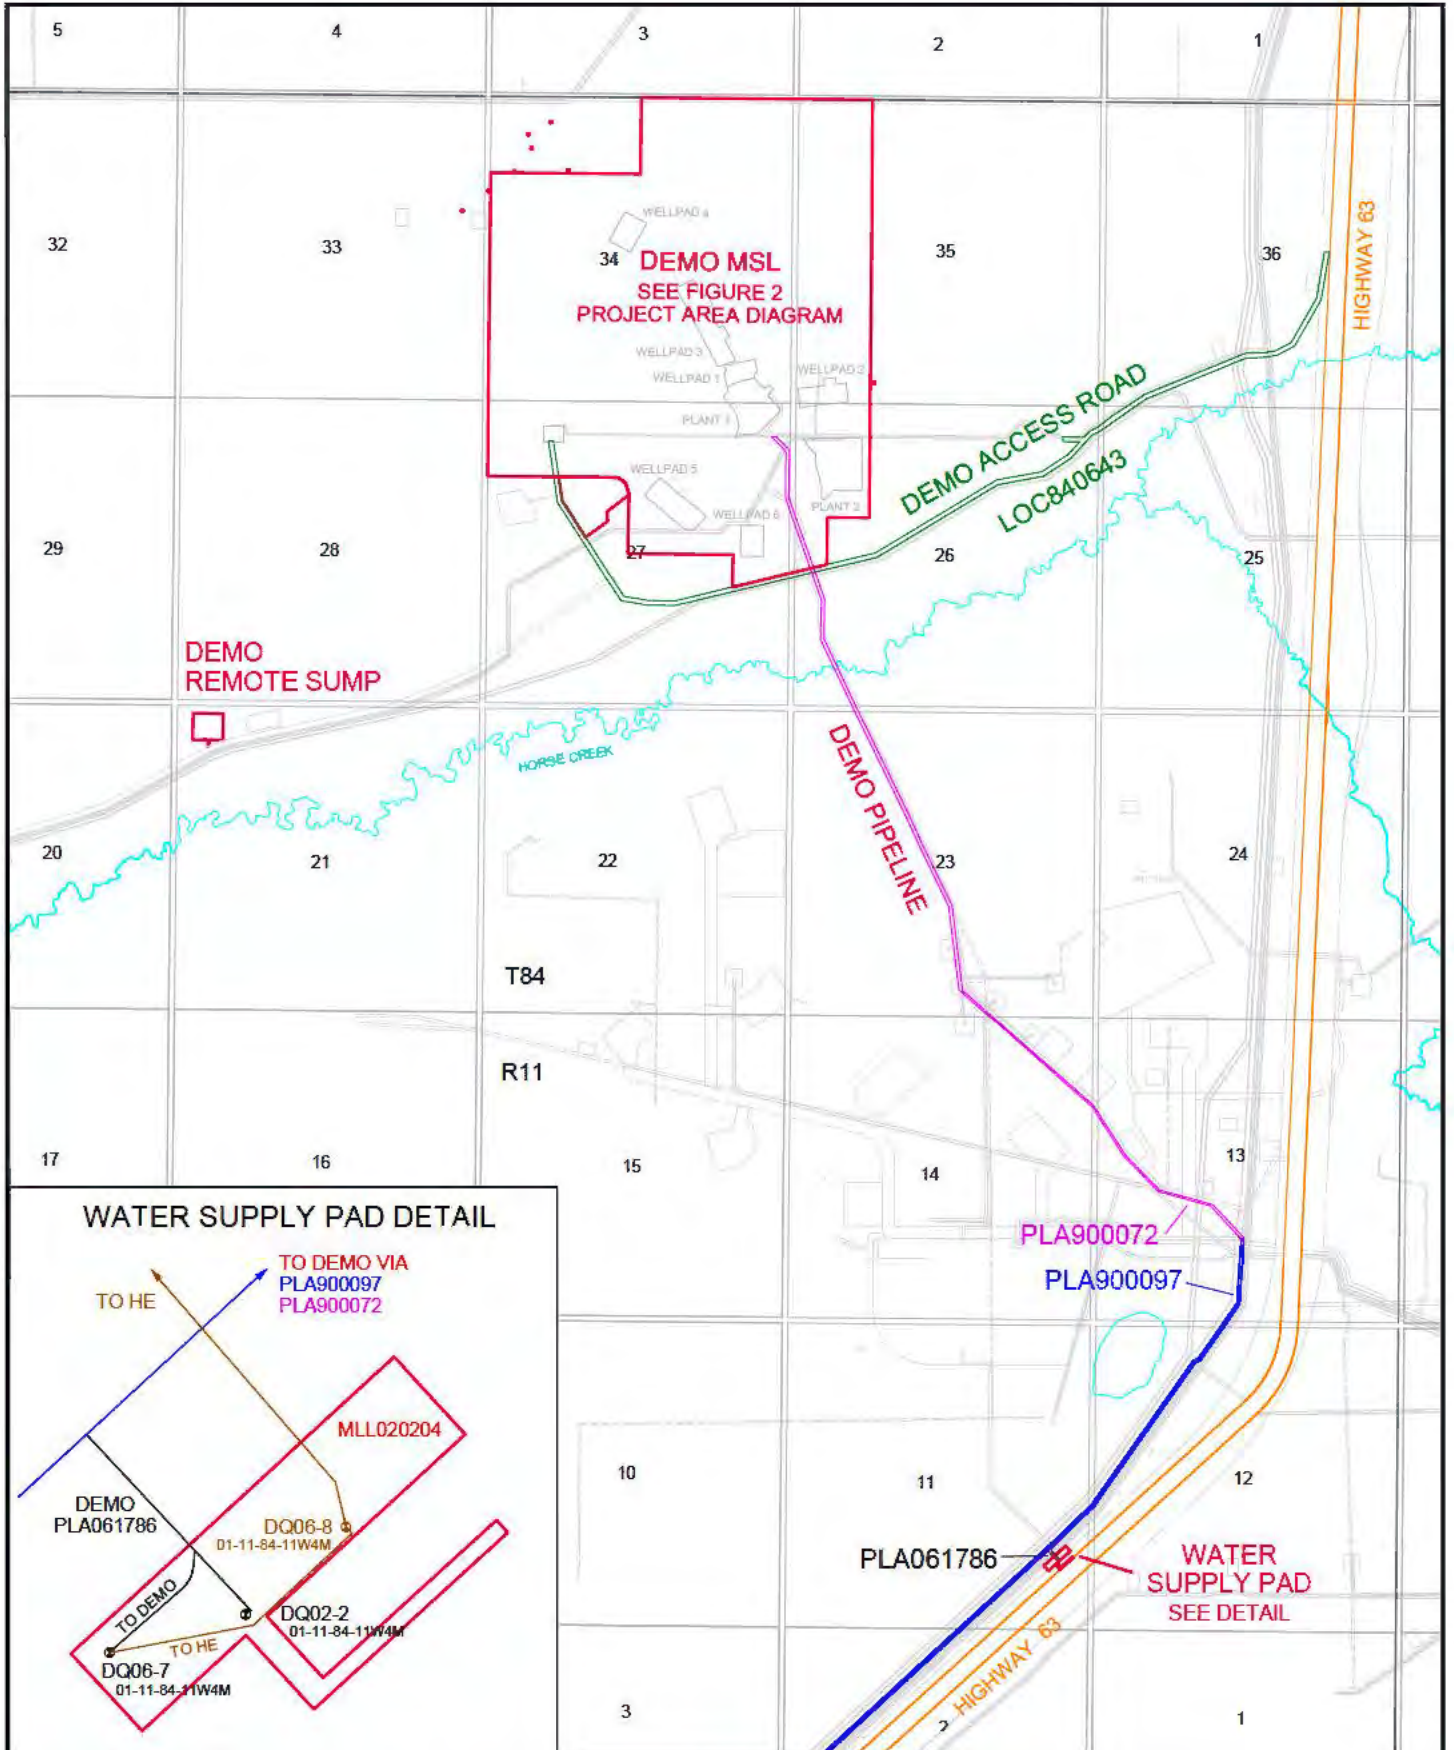 5
4
3
2
1
32
33
34
35
36
WELLPAD 4
DEMO MSL
SEE FIGURE 2
PROJECT AREA DIAGRAM
HIGHWAY 63
WELLPAD 3
WELLPAD 1
WELLPAD 2
PLANT 1
DEMO ACCESS ROAD
LOC840643
WELLPAD 5
WELLPAD 6
PLANT 2
29
28
27
26
25
DEMO
REMOTE SUMP
HORSE CREEK
DEMO PIPELINE
20
21
22
23
24
T84
R11
17
16
15
14
13
PLA900072
PLA900097
10
11
12
PLA061786
WATER
SUPPLY PAD
SEE DETAIL
HIGHWAY 63
3
2
1
WATER SUPPLY PAD DETAIL
TO HE
TO DEMO VIA
PLA900097
PLA900072
MLL020204
DEMO
PLA061786
DQ06-8
01-11-84-11W4M
TO DEMO
DQ02-2
01-11-84-11W4M
TO HE
DQ06-7
01-11-84-11W4M